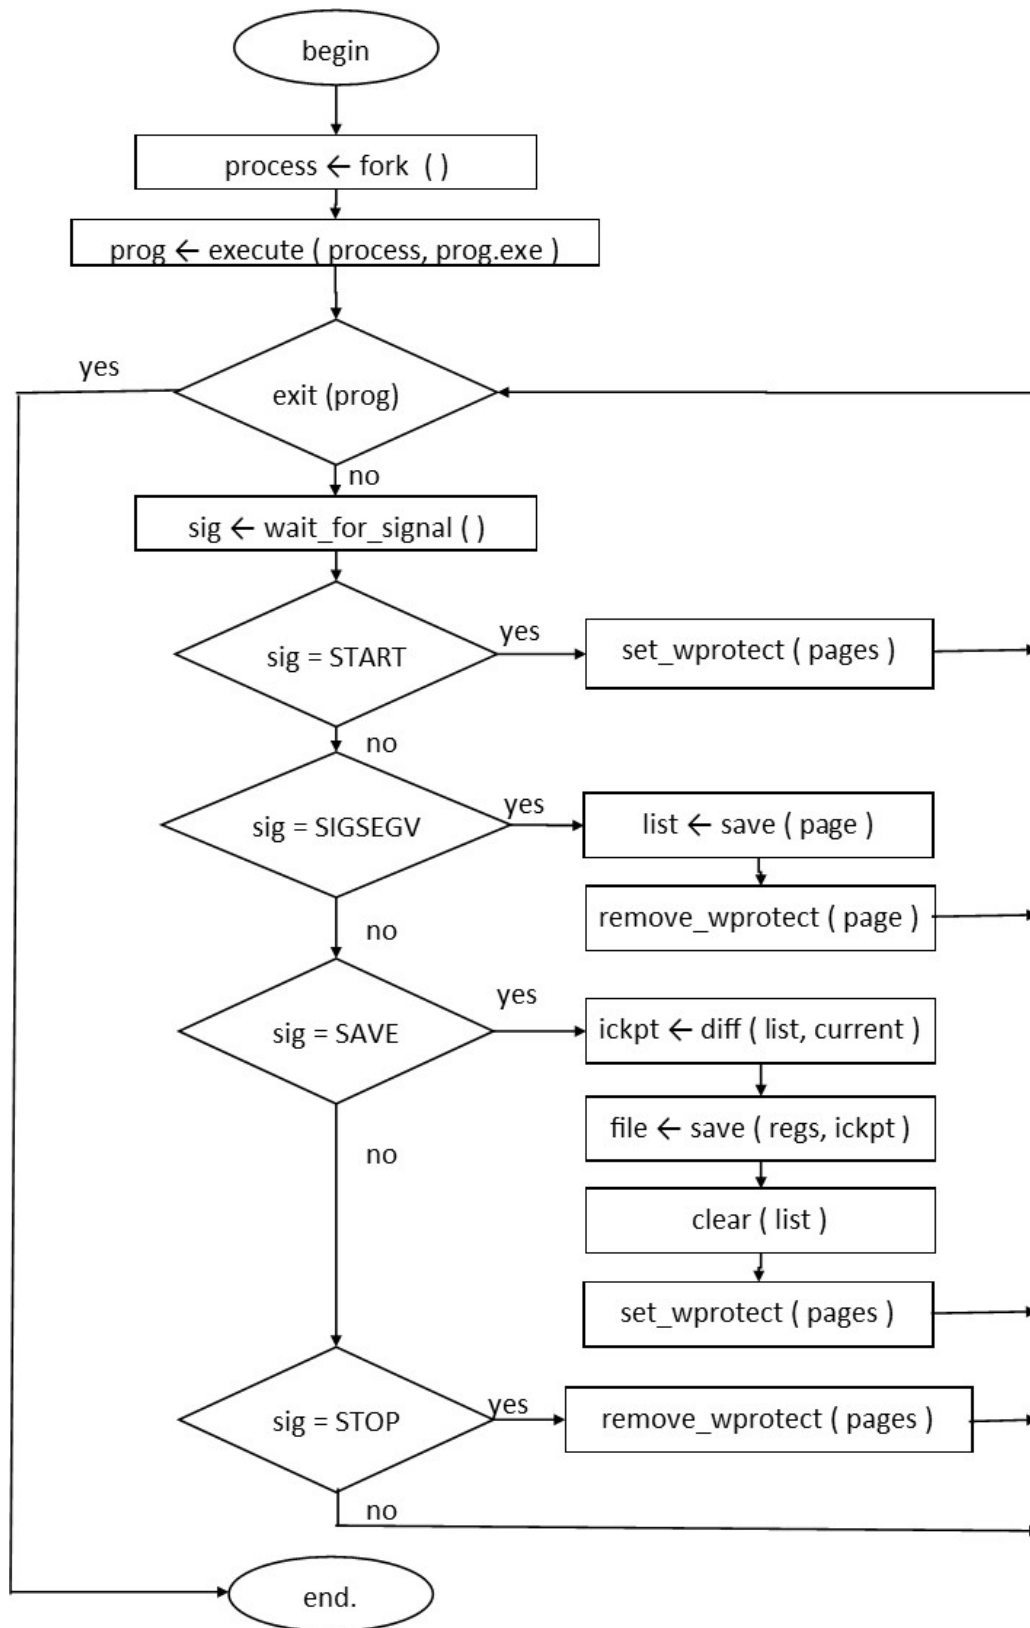 begin
process ← fork ( )
prog ← execute ( process, prog.exe )
yes
exit (prog)
no
sig ← wait_for_signal ( )
sig = START
yes
set_wprotect ( pages )
no
sig = SIGSEGV
yes
list ← save ( page )
remove_wprotect ( page )
no
sig = SAVE
yes
ickpt ← diff ( list, current )
file ← save ( regs, ickpt )
no
clear ( list )
set_wprotect ( pages )
sig = STOP
yes
remove_wprotect ( pages )
no
end.